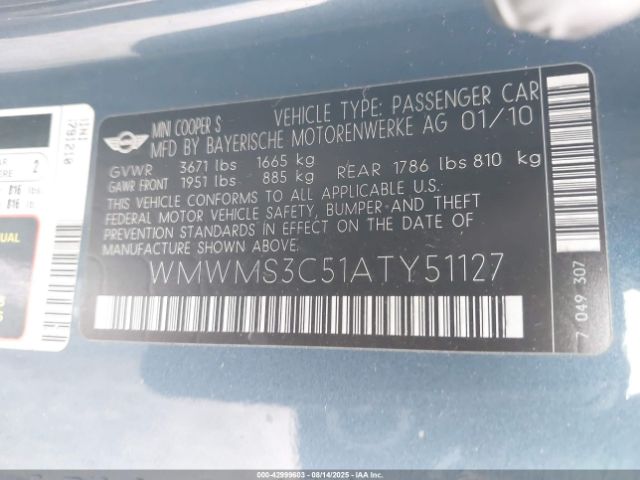 MINI COOPER S VEHICLE TYPE: PASSENGER CAR
MFD BY BAYERISCHE MOTORENWERKE AG 01/10
GVWR 3671 lbs 1665 kg
GAWR FRONT 1951 lbs 885 kg REAR 1786 lbs 810 kg
THIS VEHICLE CONFORMS TO ALL APPLICABLE U.S.
FEDERAL MOTOR VEHICLE SAFETY, BUMPER-AND THEFT
PREVENTION STANDARDS IN EFFECT ON THE DATE OF
MANUFACTURE SHOWN ABOVE.
WMWMS3C51ATY51127
7 049 307
2
000-42999603 - 08/14/2025 - Copyright © IAA, LLC.